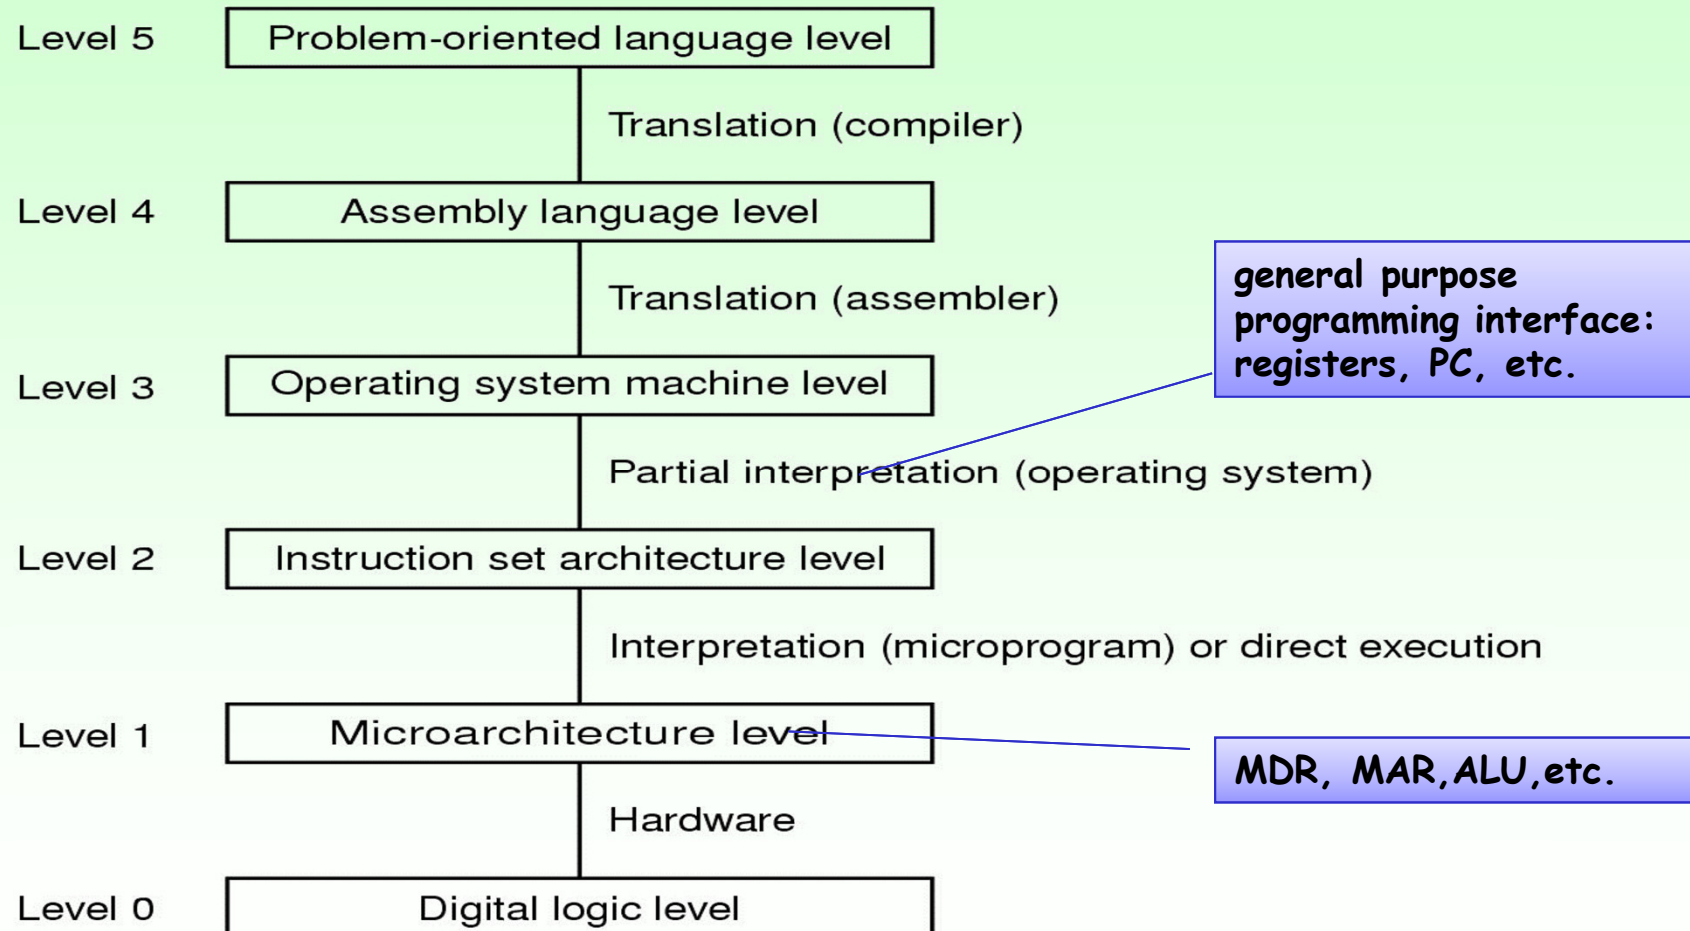 Level 5
Problem-oriented language level
Translation (compiler)
Level 4
Assembly language level
Translation (assembler)
general purpose
programming interface:
registers, PC, etc.
Level 3
Operating system machine level
Partial interpretation (operating system)
Level 2
Instruction set architecture level
Interpretation (microprogram) or direct execution
Level 1
Microarchitecture level
MDR, MAR,ALU,etc.
Hardware
Level 0
Digital logic level